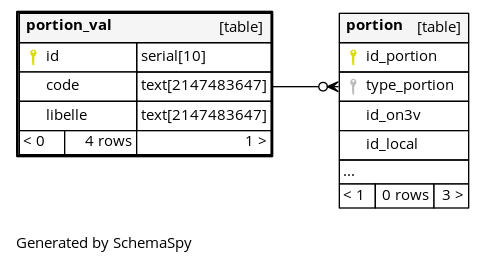 portion_val [table]
id serial[10]
code text[2147483647]
libelle text[2147483647]
< 0 4 rows 1 >
portion [table]
id_portion
type_portion
id_on3v
id_local
...
< 1 0 rows 3 >
Generated by SchemaSpy